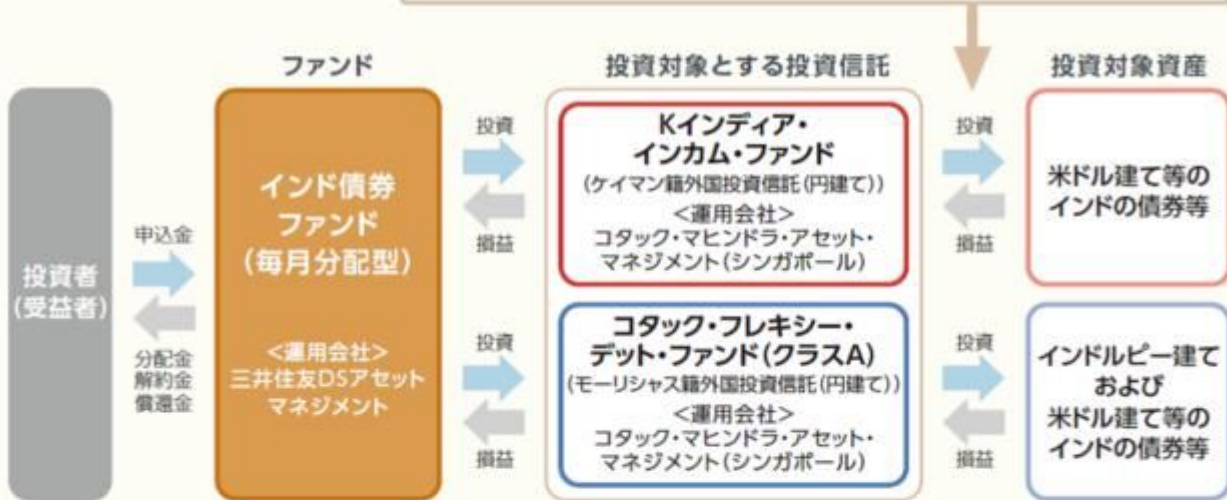 ファンド
投資対象とする投資信託
投資対象資産
投資者
(受益者)
申込金
分配金
解約金
償還金
インド債券
ファンド
(毎月分配型)
<運用会社>
三井住友DSアセット
マネジメント
投資
損益
Kインディア・
インカム・ファンド
(ケイマン籍外国投資信託(円建て))
<運用会社>
コタック・マヒンドラ・アセット・
マネジメント(シンガポール)
投資
損益
米ドル建て等の
インドの債券等
投資
損益
コタック・フレキシー・
デット・ファンド(クラスA)
(モーリシャス籍外国投資信託(円建て))
<運用会社>
コタック・マヒンドラ・アセット・
マネジメント(シンガポール)
投資
損益
インドルピー建て
および
米ドル建て等の
インドの債券等